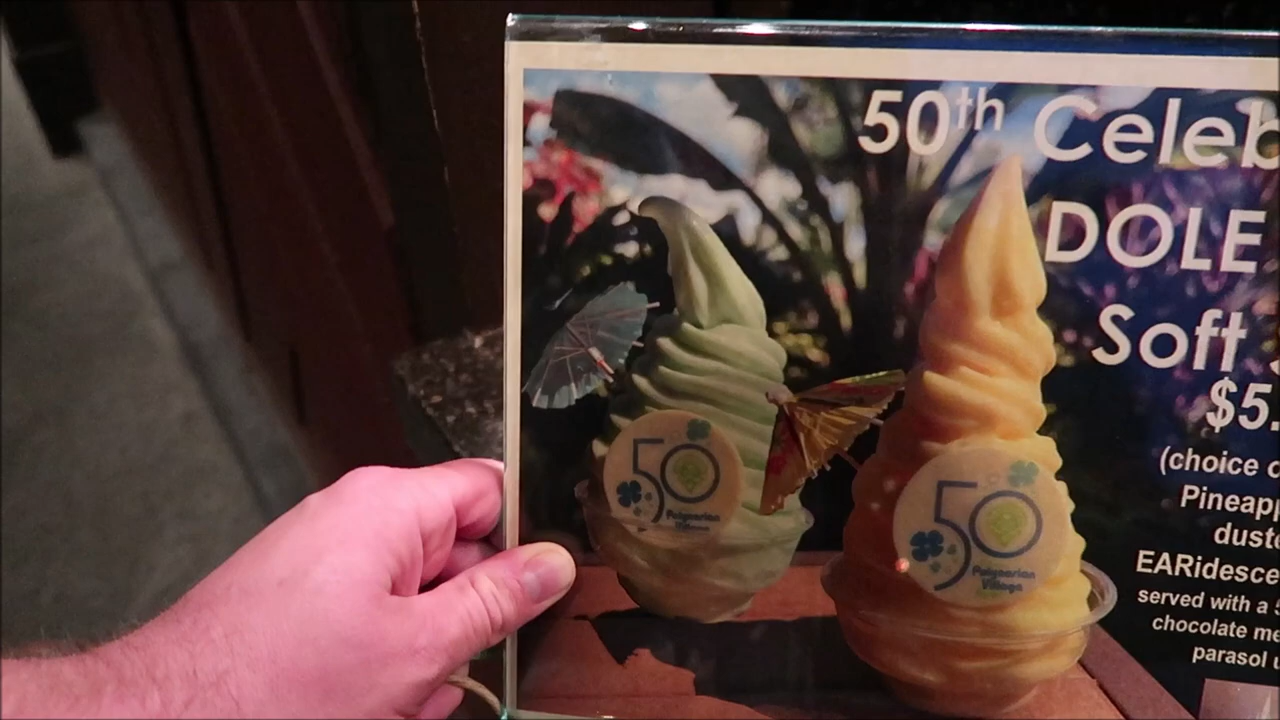 50th Celeb
DOLE
Soft S
$5.
(choice o
Pineapp
duste
EARidesce
served with a 5
chocolate me
parasol u
50
Polynesian
Village
50
Polynesian
Village